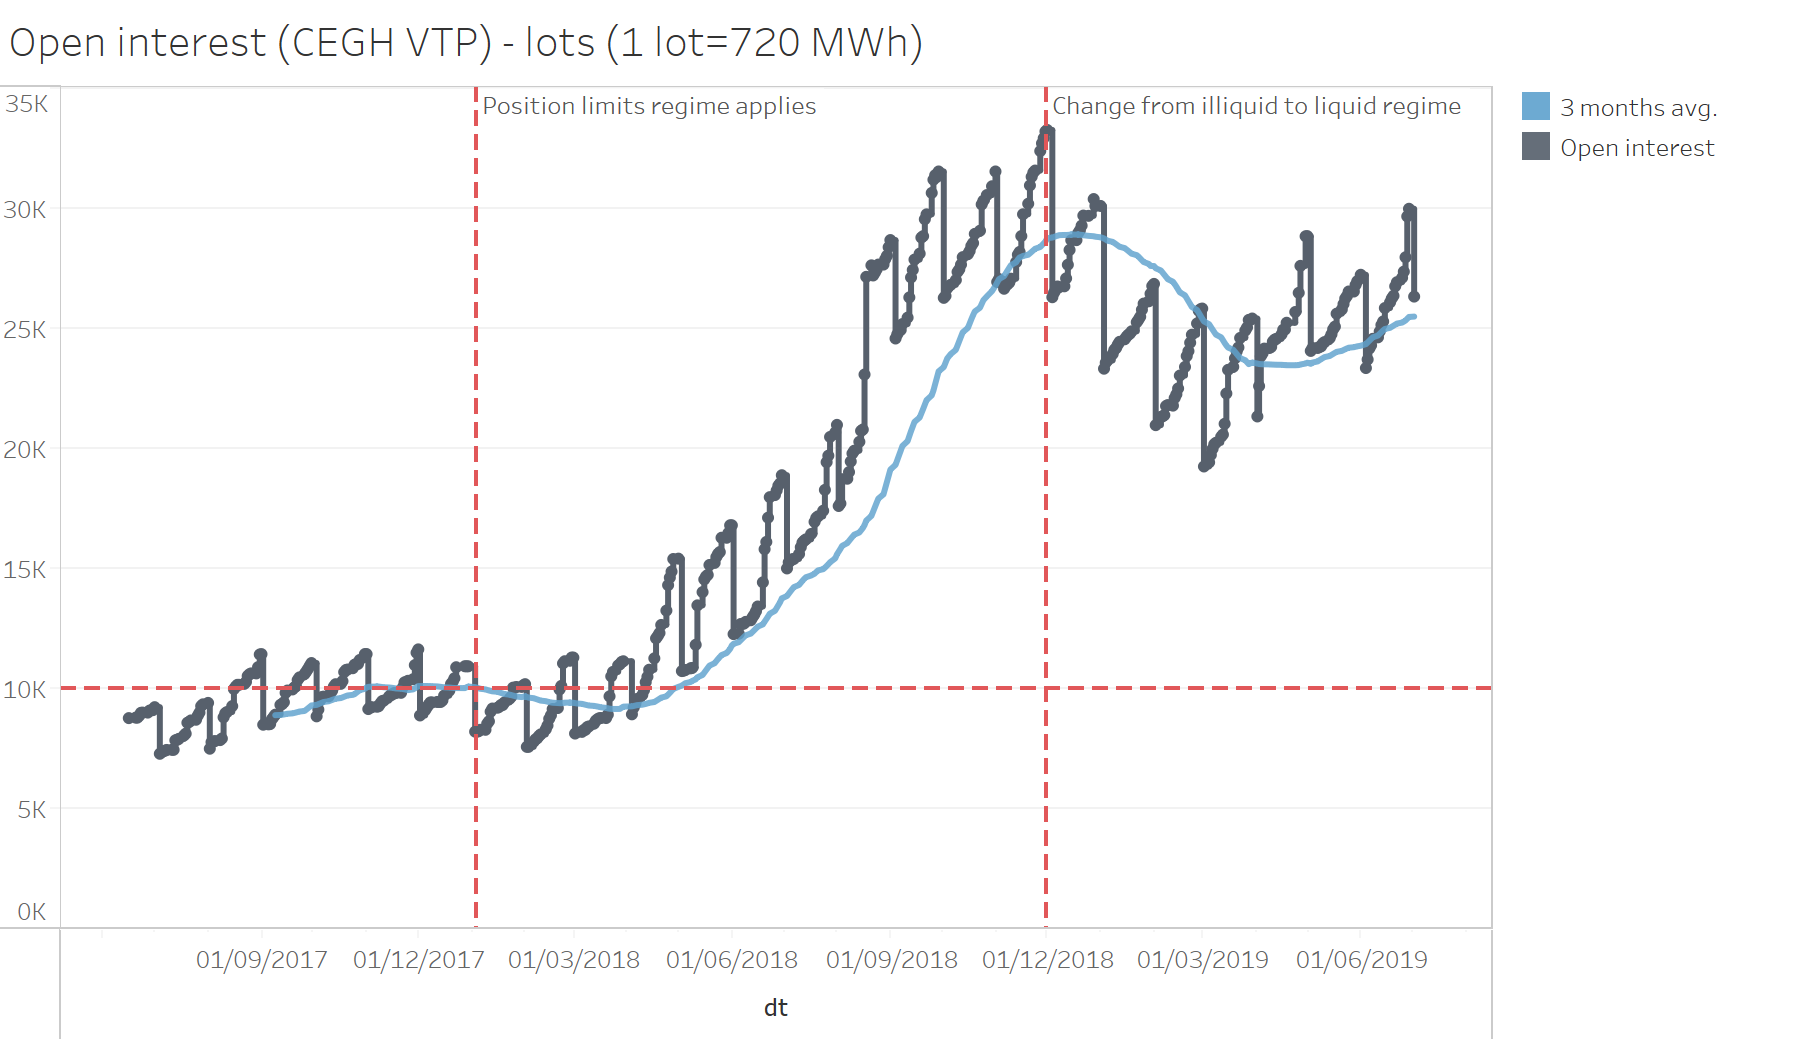 Open interest (CEGH VTP) - lots (1 lot=720 MWh)
Position limits regime applies
Change from illiquid to liquid regime
3 months avg.
Open interest
35K
30K
25K
20K
15K
10K
5K
0K
01/09/2017 01/12/2017 01/03/2018 01/06/2018 01/09/2018 01/12/2018 01/03/2019 01/06/2019
dt